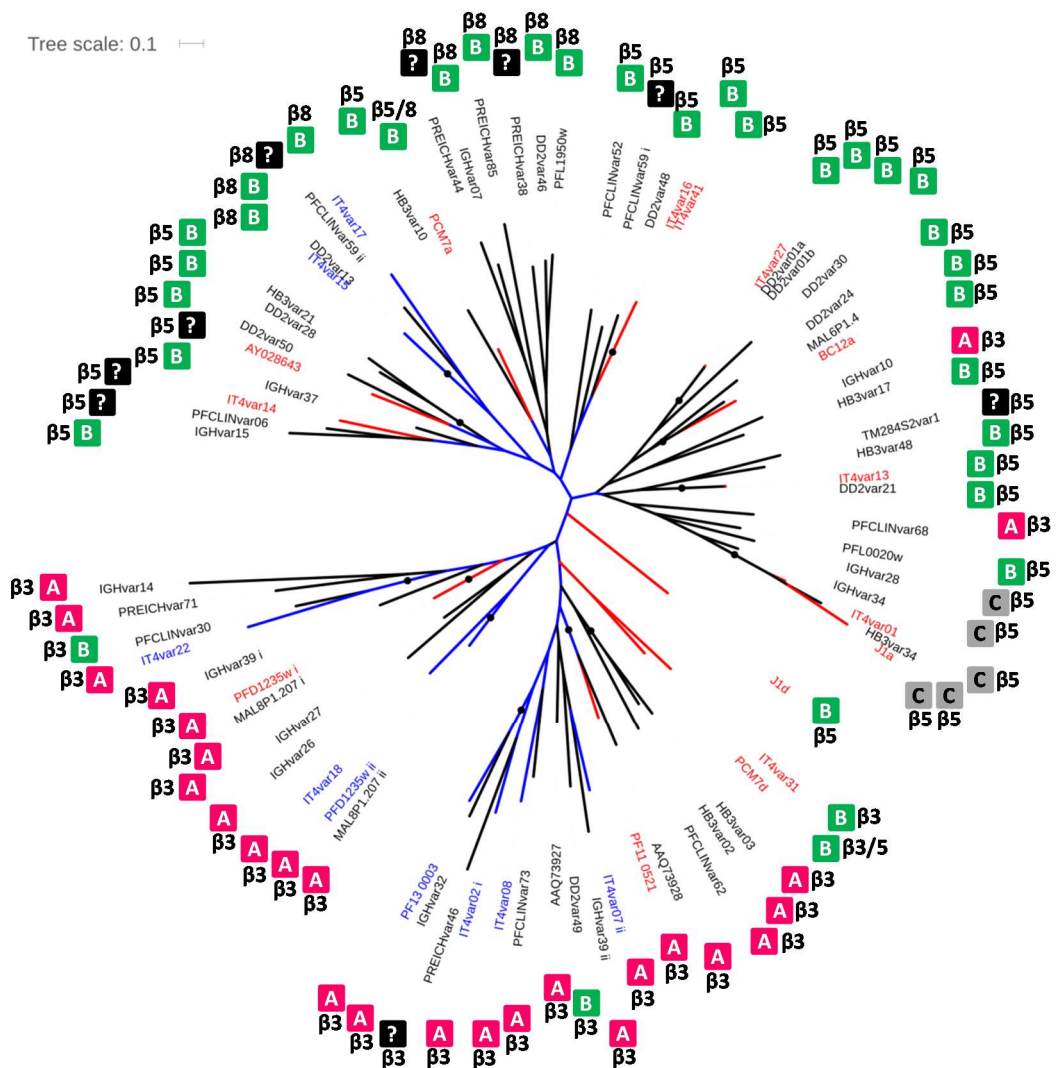 Tree scale: 0.1
β8 ?
β8 B
β8 B
β8 ?
β8 B
β8 B
β5 B
β5 ?
β5 B
β5 B
B β5
β5 B
β5 B
β5 B
β5 B
B β5
B β5
B β5
A β3
B β5
? β5
B β5
B β5
B β5
A β3
B β5
C β5
C β5
C β5
C β5
C β5
B β5
B β3
B β3/5
A β3
A β3
A β3
A β3
A β3
A β3
A β3
B β3
A β3
A β3
A β3
A β3
? β3
A β3
A β3
A β3
A β3
A β3
A β3
β3 A
β3 A
β3 A
β3 A
β3 A
β3 B
β3 A
β3 A
β5 B
β5 ?
β5 ?
β5 B
β5 ?
β5 B
β5 B
β5 B
β8 B
β8 B
β8 ?
β8 B
β5 B
β5/8 B
PREICHvar44
IGHvar07
PREICHvar85
PREICHvar38
DD2var46
PFL1950w
PFCLINvar52
PFCLINvar59 i
DD2var48
IT4var16
IT4var41
IT4var27
DD2var01a
DD2var01b
DD2var30
DD2var24
MAL6P1.4
BC12a
IGHvar10
HB3var17
TM284S2var1
HB3var48
IT4var13
DD2var21
PFCLINvar68
PFL0020w
IGHvar28
IGHvar34
IT4var01
HB3var34
J1a
J1d
IT4var31
PCM7d
HB3var03
HB3var02
PFCLINvar62
AAQ73928
PF11 0521
IT4var07 ii
IGHvar39 ii
DD2var49
AAQ73927
PFCLINvar73
IT4var08
IT4var02 i
PREICHvar46
IGHvar32
PF13 0003
MAL8P1.207 ii
PFD1235w ii
IT4var18
IGHvar26
IGHvar27
MAL8P1.207 i
PFD1235w i
IGHvar39 i
IT4var22
PFCLINvar30
PREICHvar71
IGHvar14
IGHvar15
PFCLINvar06
IT4var14
IGHvar37
AY028643
DD2var50
DD2var28
HB3var21
IT4var15
DD2var13
PFCLINvar59 ii
IT4var17
HB3var10
PCM7a